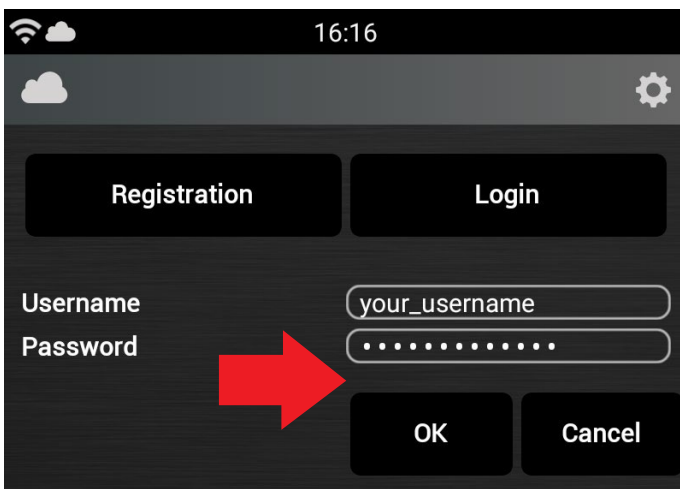 16:16
Registration Login
Username your_username
Password •••••••••••••
OK Cancel